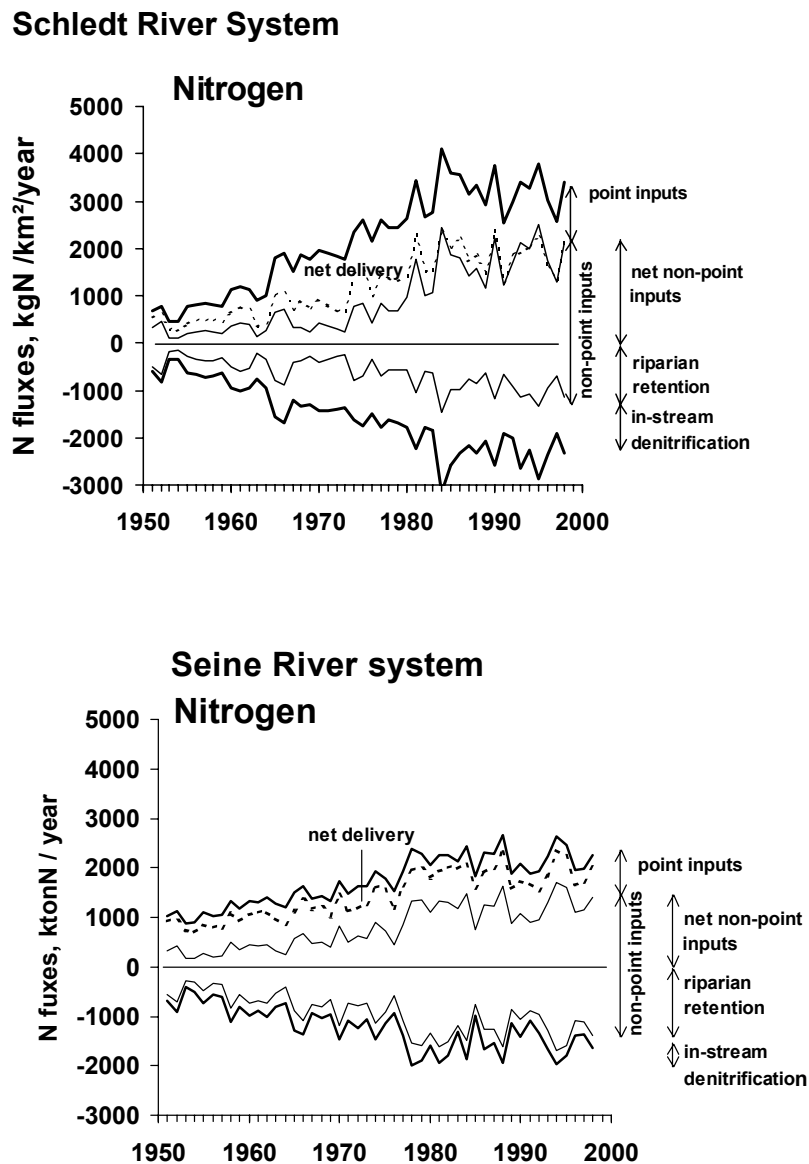 Schledt River System
Nitrogen
N fluxes, kgN /km²/year
5000
4000
3000
2000
1000
0
-1000
-2000
-3000
1950
1960
1970
1980
1990
2000
net delivery
point inputs
non-point inputs
net non-point
inputs
riparian
retention
in-stream
denitrification
Seine River system
Nitrogen
N fuxes, ktonN / year
5000
4000
3000
2000
1000
0
-1000
-2000
-3000
1950
1960
1970
1980
1990
2000
net delivery
point inputs
non-point inputs
net non-point
inputs
riparian
retention
in-stream
denitrification